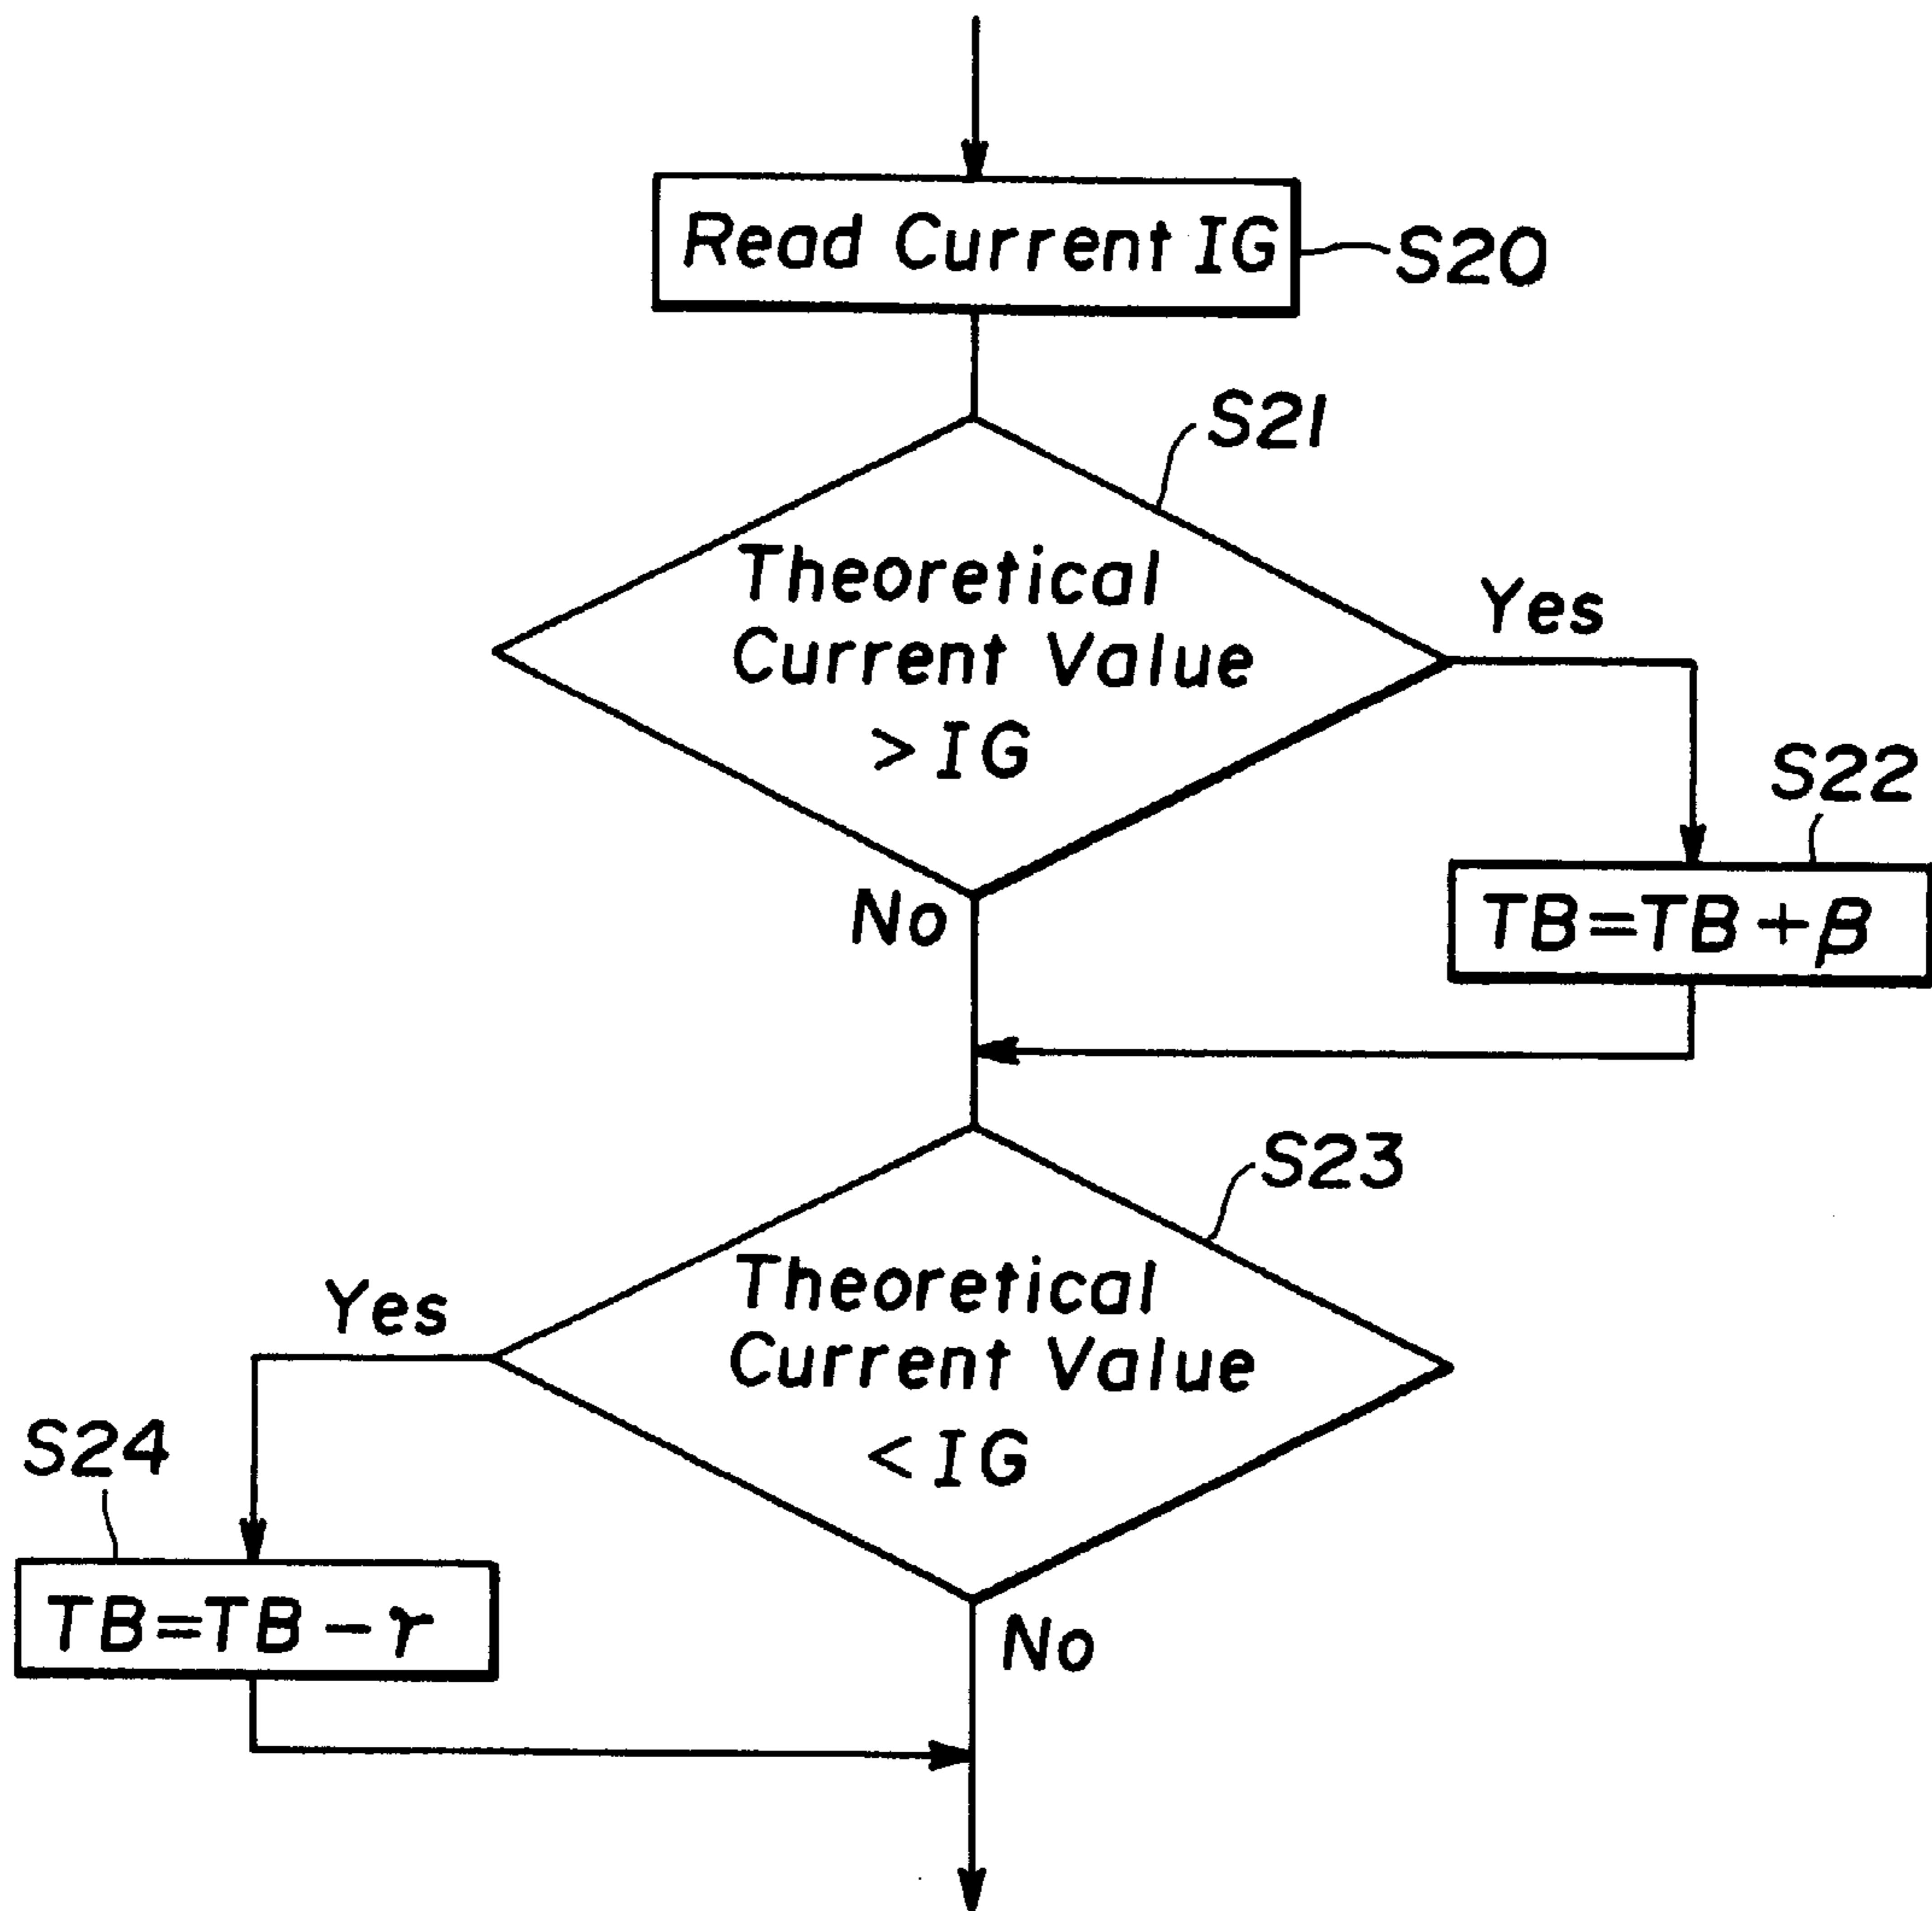 Read Current IG
S20
S21
Theoretical
Current Value
> IG
Yes
No
S22
TB=TB+β
S23
Theoretical
Current Value
< IG
Yes
No
S24
TB=TB-γ